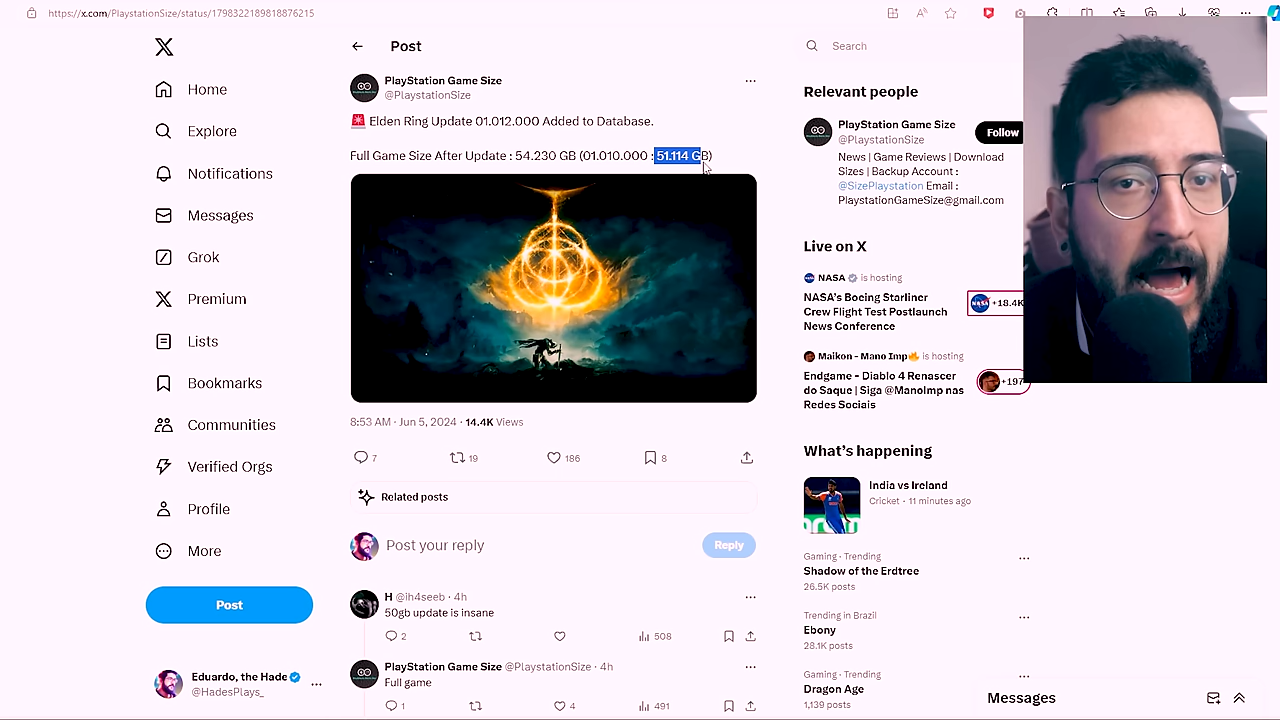 https://x.com/PlaystationSize/status/1798322189818876215
Home
Explore
Notifications
Messages
Grok
Premium
Lists
Bookmarks
Communities
Verified Orgs
Profile
More
Post
Eduardo, the Hade
@HadesPlays_
Post
PlayStation Game Size
@PlaystationSize
Elden Ring Update 01.012.000 Added to Database.
Full Game Size After Update : 54.230 GB (01.010.000 : 51.114 GB)
8:53 AM · Jun 5, 2024 · 14.4K Views
7 19 186 8
Related posts
Post your reply
Reply
H @ih4seeb · 4h
50gb update is insane
2 508
PlayStation Game Size @PlaystationSize · 4h
Full game
1 4 491
Search
Relevant people
PlayStation Game Size
@PlaystationSize
Follow
News | Game Reviews | Download
Sizes | Backup Account :
@SizePlaystation Email :
PlaystationGameSize@gmail.com
Live on X
NASA is hosting
NASA's Boeing Starliner
Crew Flight Test Postlaunch
News Conference
+18.4K
Maikon - Mano Imp is hosting
Endgame - Diablo 4 Renascer
do Saque | Siga @ManoImp nas
Redes Sociais
+197
What's happening
India vs Ireland
Cricket · 11 minutes ago
Gaming · Trending
Shadow of the Erdtree
26.5K posts
Trending in Brazil
Ebony
28.1K posts
Gaming · Trending
Dragon Age
1,139 posts
Messages